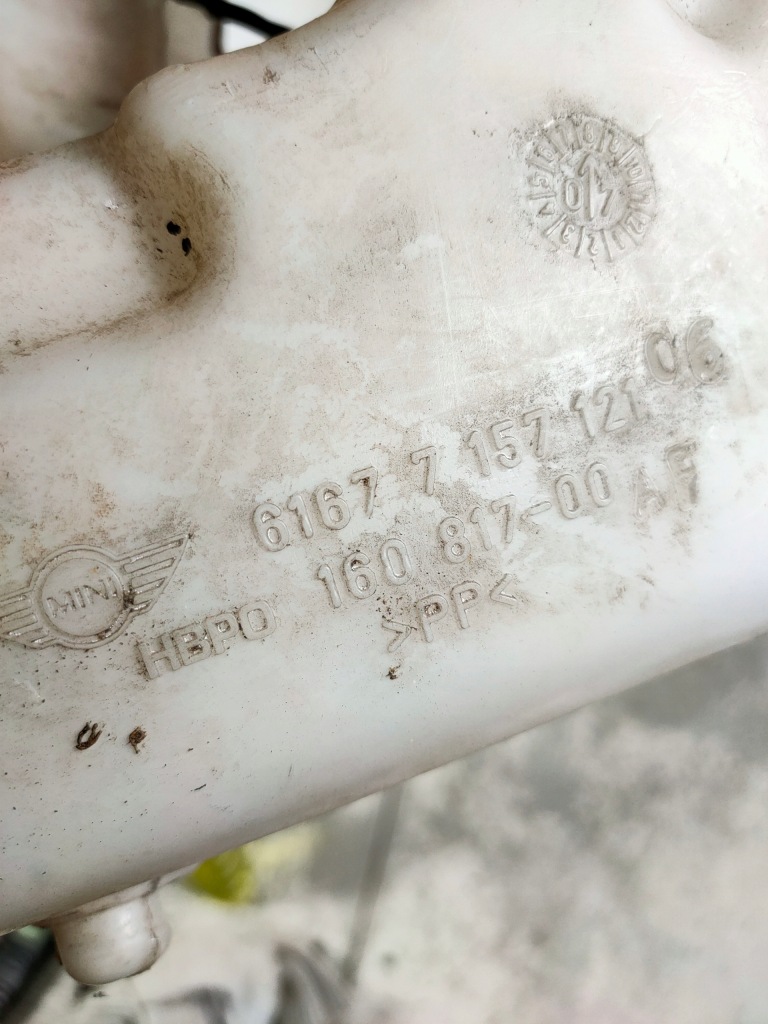 6167 7 157 121 06
160 817-00 AF
MINI
HBPO
>PP<